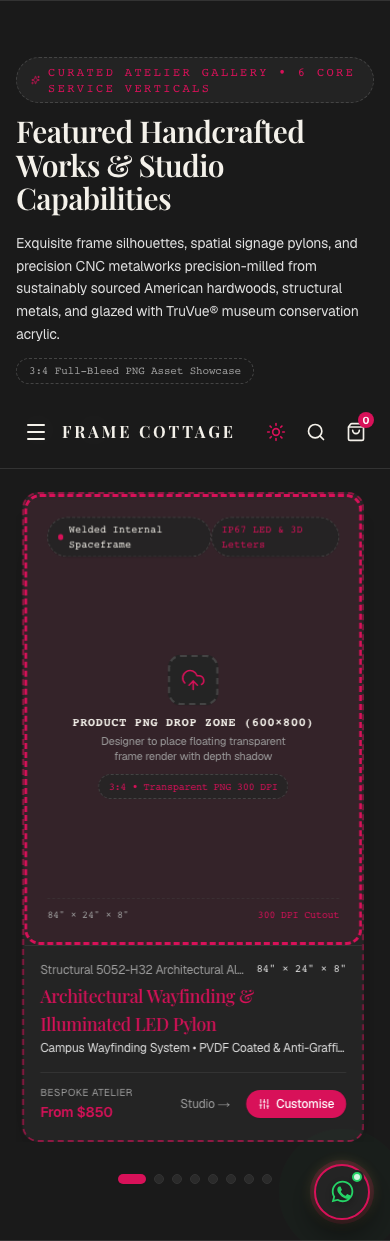 CURATED ATELIER GALLERY • 6 CORE
SERVICE VERTICALS
Featured Handcrafted
Works & Studio
Capabilities
Exquisite frame silhouettes, spatial signage pylons, and
precision CNC metalworks precision-milled from
sustainably sourced American hardwoods, structural
metals, and glazed with TruVue® museum conservation
acrylic.
3:4 Full-Bleed PNG Asset Showcase
FRAME COTTAGE
0
Welded Internal
Spaceframe
IP67 LED & 3D
Letters
PRODUCT PNG DROP ZONE (600×800)
Designer to place floating transparent
frame render with depth shadow
3:4 • Transparent PNG 300 DPI
84" × 24" × 8"
300 DPI Cutout
Structural 5052-H32 Architectural Al...
84" × 24" × 8"
Architectural Wayfinding &
Illuminated LED Pylon
Campus Wayfinding System • PVDF Coated & Anti-Graffi...
BESPOKE ATELIER
From $850
Studio →
Customise